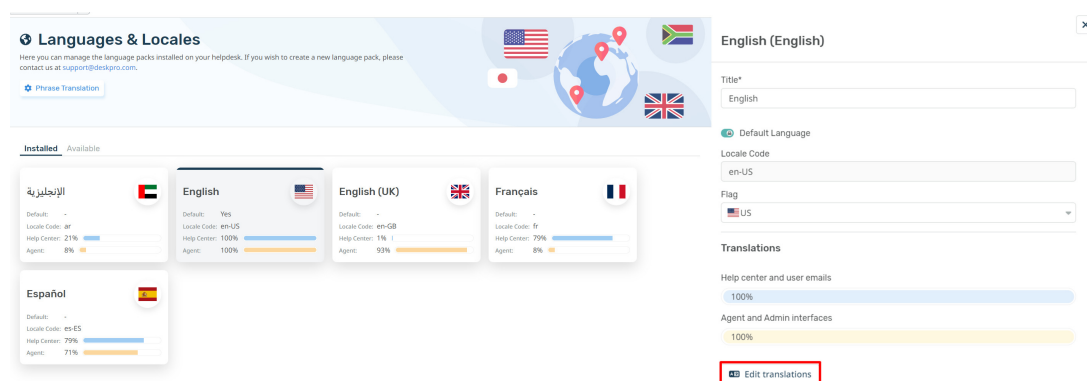 Languages & Locales
Here you can manage the language packs installed on your helpdesk. If you wish to create a new language pack, please
contact us at support@deskpro.com.
Phrase Translation
Installed Available
الإنجليزية
Default: -
Locale Code: ar
Help Center: 21%
Agent: 8%
English
Default: Yes
Locale Code: en-US
Help Center: 100%
Agent: 100%
English (UK)
Default: -
Locale Code: en-GB
Help Center: 1%
Agent: 93%
Français
Default: -
Locale Code: fr
Help Center: 79%
Agent: 8%
Español
Default: -
Locale Code: es-ES
Help Center: 79%
Agent: 71%
English (English)
Title*
English
Default Language
Locale Code
en-US
Flag
US
Translations
Help center and user emails
100%
Agent and Admin interfaces
100%
Edit translations